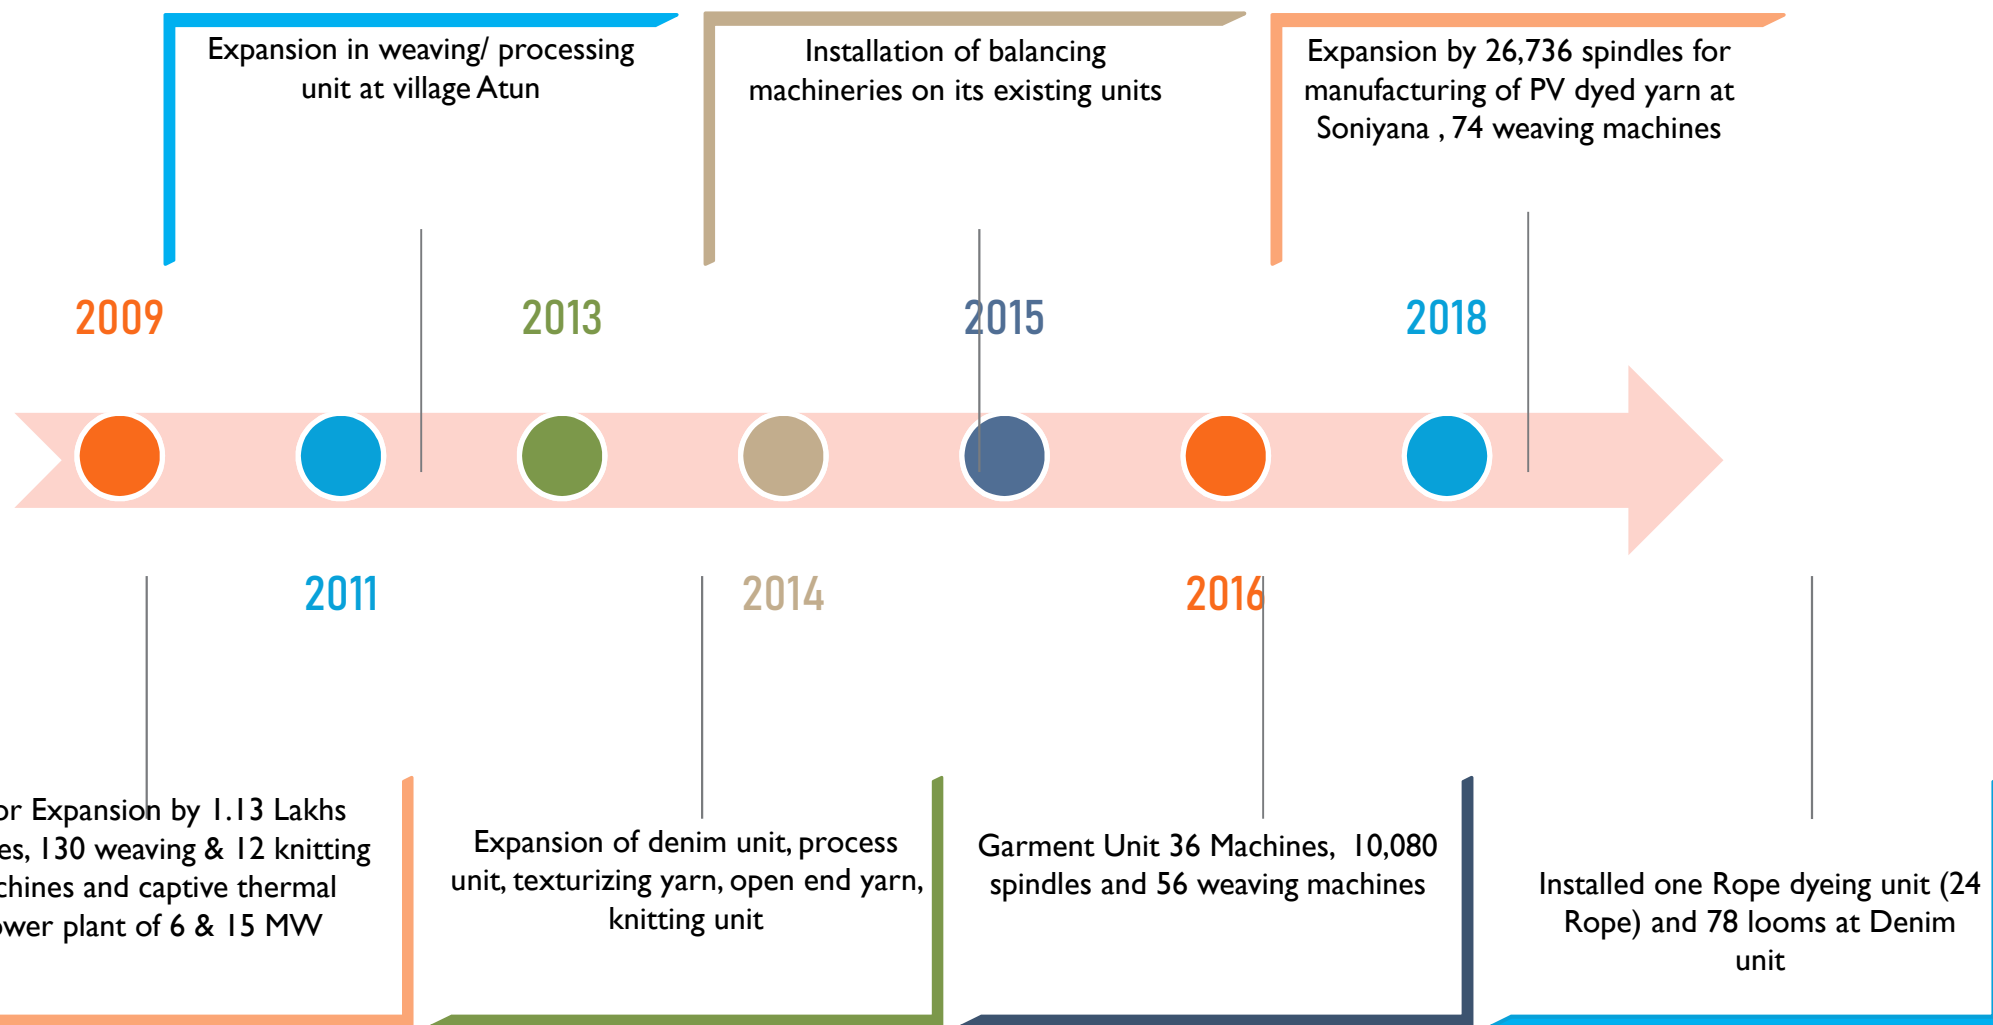 Expansion in weaving/ processing
unit at village Atun
Installation of balancing
machineries on its existing units
Expansion by 26,736 spindles for
manufacturing of PV dyed yarn at
Soniyana , 74 weaving machines
2009
2013
2015
2018
2011
2014
2016
Expansion by 1.13 Lakhs
130 weaving & 12 knitting
and captive thermal
plant of 6 & 15 MW
Expansion of denim unit, process
unit, texturizing yarn, open end yarn,
knitting unit
Garment Unit 36 Machines, 10,080
spindles and 56 weaving machines
Installed one Rope dyeing unit (24
Rope) and 78 looms at Denim
unit